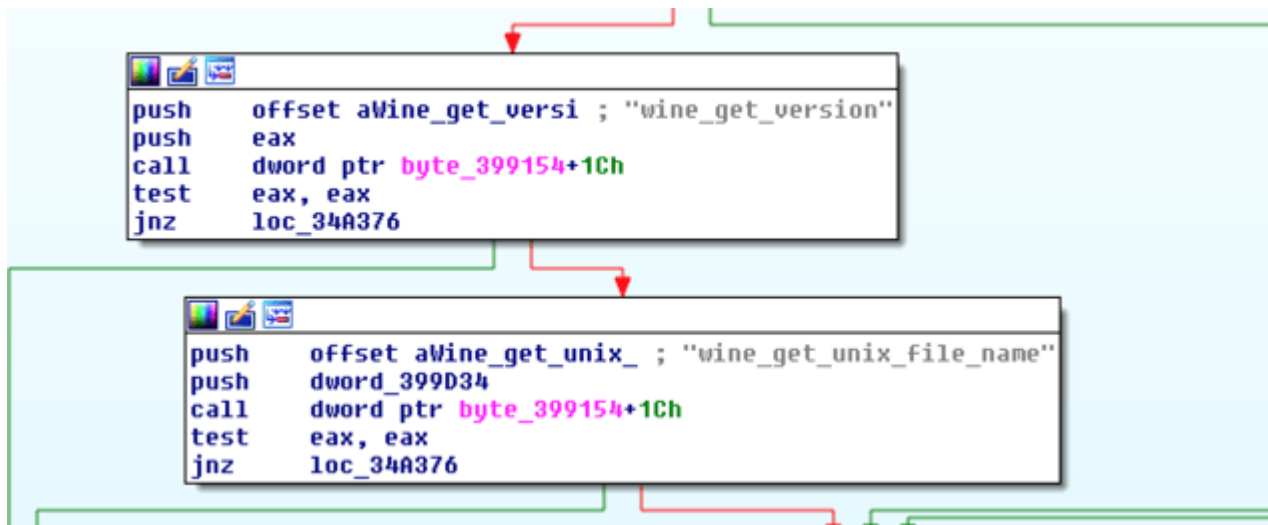 push offset aWine_get_versi ; "wine_get_version"
push eax
call dword ptr byte_399154+1Ch
test eax, eax
jnz loc_34A376
push offset aWine_get_unix_ ; "wine_get_unix_file_name"
push dword_399D34
call dword ptr byte_399154+1Ch
test eax, eax
jnz loc_34A376